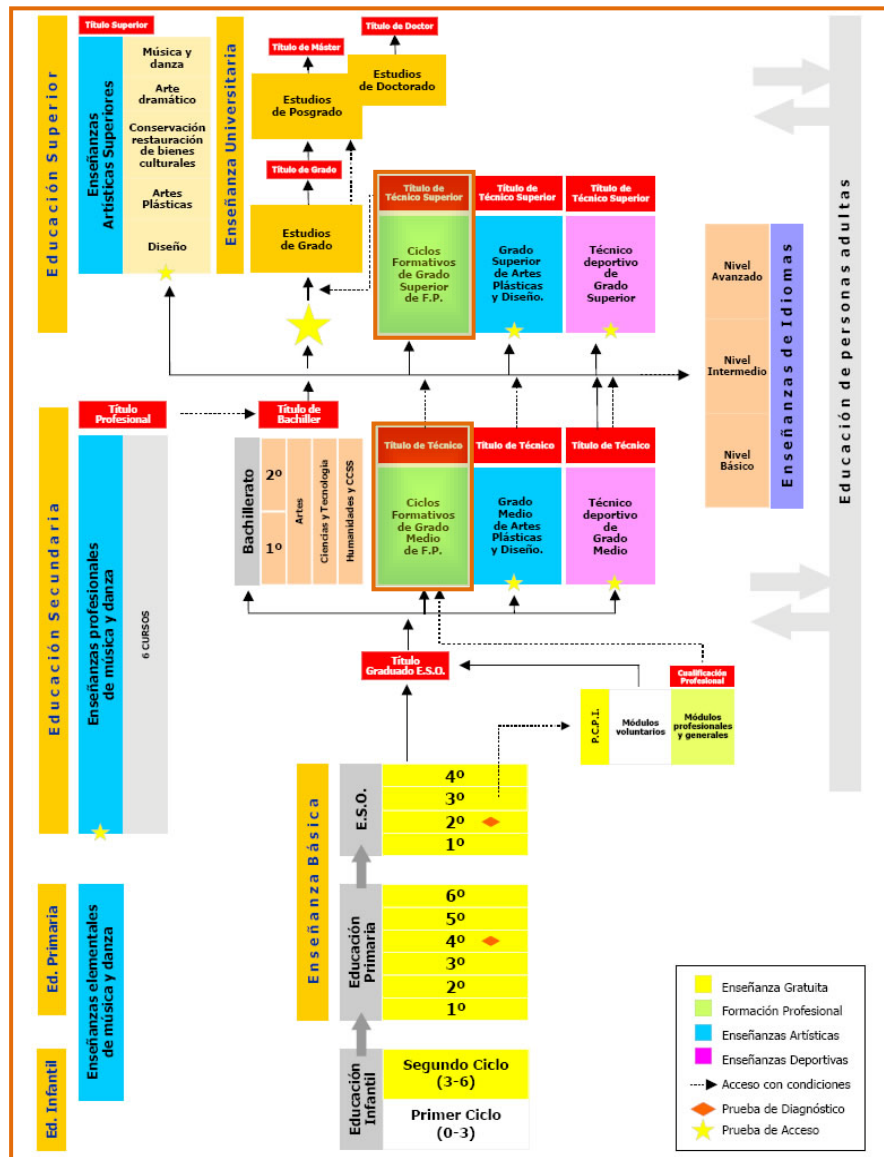 Educación Superior
Título Superior
Enseñanzas
Artísticas Superiores
Música y
danza
Arte
dramático
Conservación
restauración
de bienes
culturales
Artes
Plásticas
Diseño
Enseñanza Universitaria
Título de Máster
Título de Doctor
Estudios
de Posgrado
Estudios
de Doctorado
Título de Grado
Estudios
de Grado
Título de
Técnico Superior
Ciclos
Formativos
de Grado
Superior
de F.P.
Título de
Técnico Superior
Grado
Superior
de Artes
Plásticas
y Diseño.
Título de
Técnico Superior
Técnico
deportivo
de
Grado
Superior
Nivel
Avanzado
Nivel
Intermedio
Nivel
Básico
Enseñanzas de Idiomas
Educación de personas adultas
Educación Secundaria
Título
Profesional
Enseñanzas profesionales
de música y danza
6 CURSOS
Título de
Bachiller
Bachillerato
2º
1º
Artes
Ciencias y Tecnología
Humanidades y CCSS
Título de Técnico
Ciclos
Formativos
de Grado
Medio
de F.P.
Título de Técnico
Grado
Medio
de Artes
Plásticas
y Diseño.
Título de Técnico
Técnico
deportivo
de
Grado
Medio
Título
Graduado E.S.O.
Cualificación
Profesional
P.C.P.I.
Módulos
voluntarios
Módulos
profesionales
y generales
Enseñanza Básica
E.S.O.
4º
3º
2º
1º
Ed. Primaria
Enseñanzas elementales
de música y danza
Educación
Primaria
6º
5º
4º
3º
2º
1º
Ed. Infantil
Educación
Infantil
Segundo Ciclo
(3-6)
Primer Ciclo
(0-3)
Enseñanza Gratuita
Formación Profesional
Enseñanzas Artísticas
Enseñanzas Deportivas
Acceso con condiciones
Prueba de Diagnóstico
Prueba de Acceso